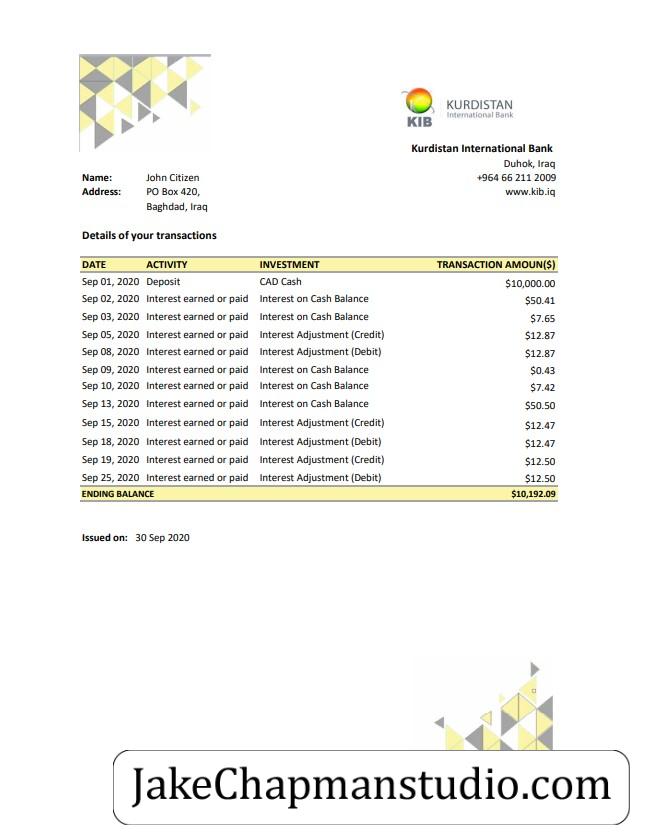 KIB
KURDISTAN
International Bank
Kurdistan International Bank
Duhok, Iraq
+964 66 211 2009
www.kib.iq
Name: John Citizen
Address: PO Box 420,
Baghdad, Iraq
Details of your transactions
DATE ACTIVITY INVESTMENT TRANSACTION AMOUN($)
Sep 01, 2020 Deposit CAD Cash $10,000.00
Sep 02, 2020 Interest earned or paid Interest on Cash Balance $50.41
Sep 03, 2020 Interest earned or paid Interest on Cash Balance $7.65
Sep 05, 2020 Interest earned or paid Interest Adjustment (Credit) $12.87
Sep 08, 2020 Interest earned or paid Interest Adjustment (Debit) $12.87
Sep 09, 2020 Interest earned or paid Interest on Cash Balance $0.43
Sep 10, 2020 Interest earned or paid Interest on Cash Balance $7.42
Sep 13, 2020 Interest earned or paid Interest on Cash Balance $50.50
Sep 15, 2020 Interest earned or paid Interest Adjustment (Credit) $12.47
Sep 18, 2020 Interest earned or paid Interest Adjustment (Debit) $12.47
Sep 19, 2020 Interest earned or paid Interest Adjustment (Credit) $12.50
Sep 25, 2020 Interest earned or paid Interest Adjustment (Debit) $12.50
ENDING BALANCE $10,192.09
Issued on: 30 Sep 2020
JakeChapmanstudio.com